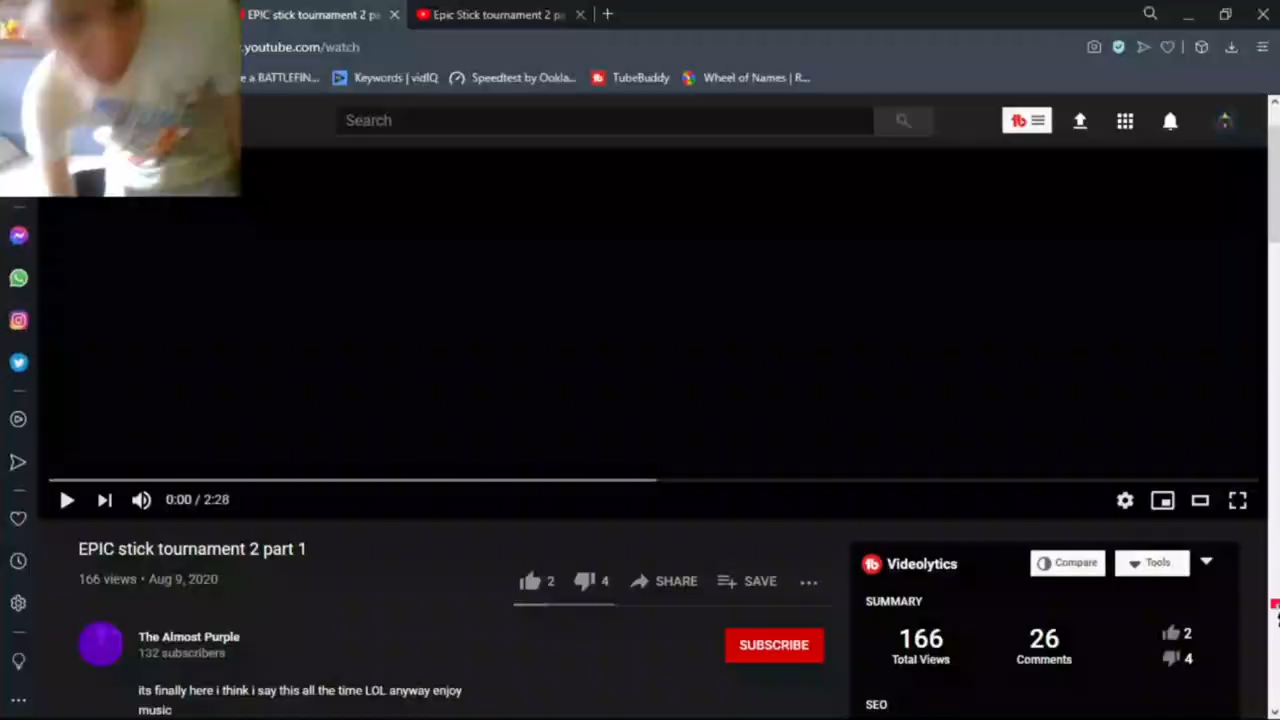 EPIC stick tournament 2 pa
Epic Stick tournament 2 p
.youtube.com/watch
e a BATTLEFIN...
Keywords | vidIQ
Speedtest by Ookla...
TubeBuddy
Wheel of Names | R...
Search
0:00 / 2:28
EPIC stick tournament 2 part 1
166 views • Aug 9, 2020
2
4
SHARE
SAVE
The Almost Purple
132 subscribers
SUBSCRIBE
its finally here i think i say this all the time LOL anyway enjoy
music
Videolytics
Compare
Tools
SUMMARY
166
Total Views
26
Comments
2
4
SEO